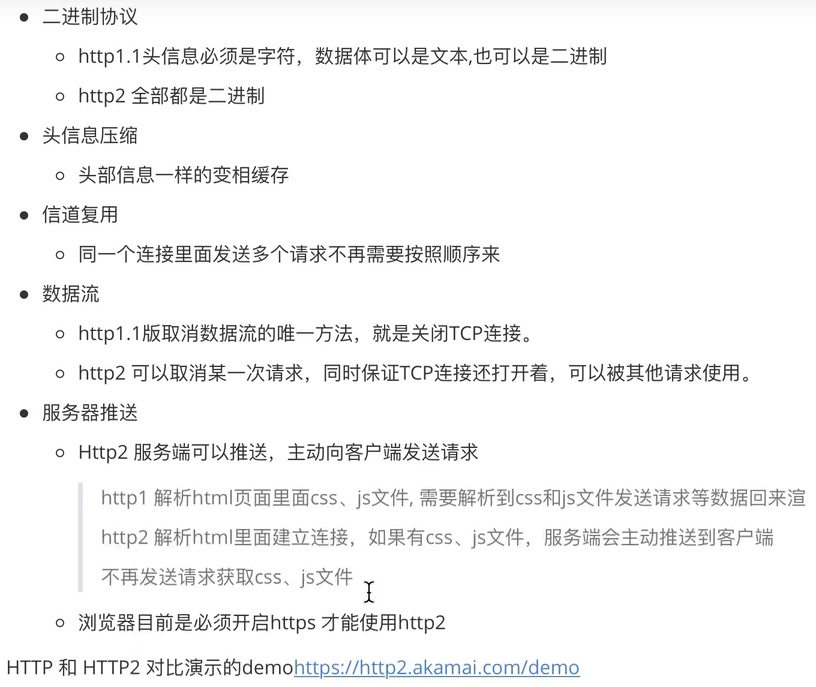 二进制协议
http1.1头信息必须是字符，数据体可以是文本,也可以是二进制
http2 全部都是二进制
头信息压缩
头部信息一样的变相缓存
信道复用
同一个连接里面发送多个请求不再需要按照顺序来
数据流
http1.1版取消数据流的唯一方法，就是关闭TCP连接。
http2 可以取消某一次请求，同时保证TCP连接还打开着，可以被其他请求使用。
服务器推送
Http2 服务端可以推送，主动向客户端发送请求
http1 解析html页面里面css、js文件, 需要解析到css和js文件发送请求等数据回来渲
http2 解析html里面建立连接，如果有css、js文件，服务端会主动推送到客户端
不再发送请求获取css、js文件
浏览器目前是必须开启https 才能使用http2
HTTP 和 HTTP2 对比演示的demohttps://http2.akamai.com/demo